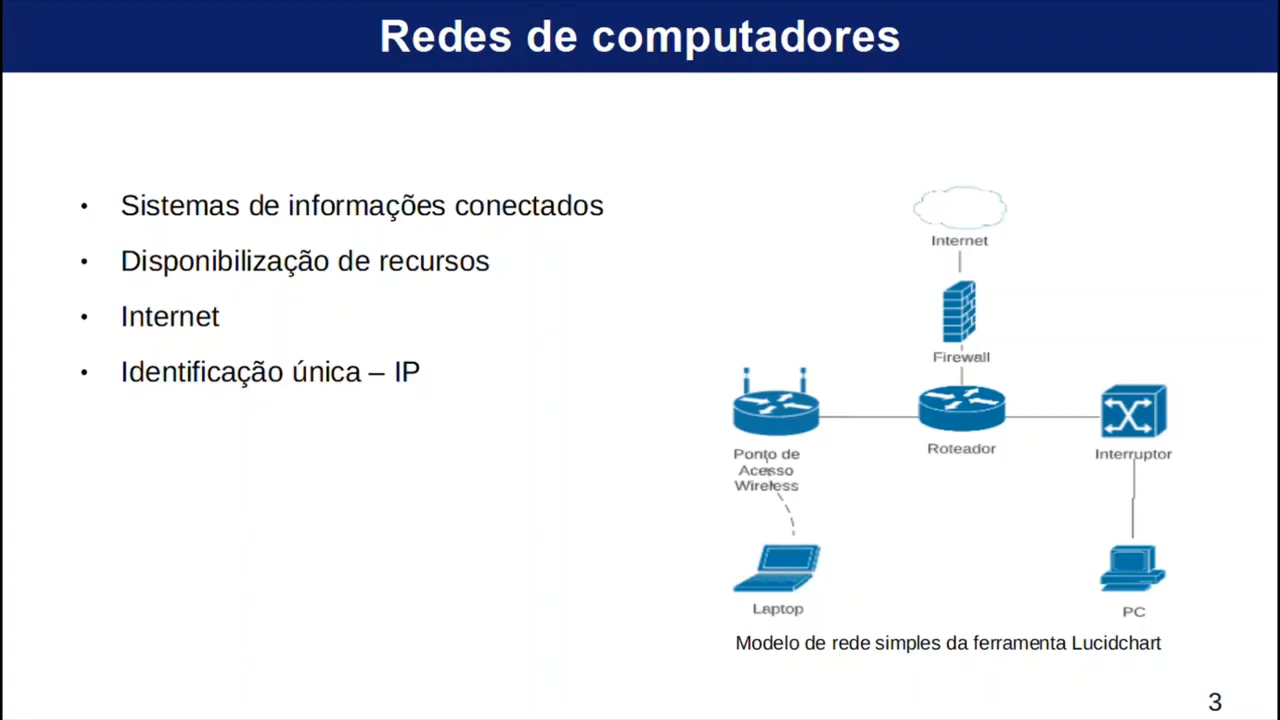 Redes de computadores
• Sistemas de informações conectados
• Disponibilização de recursos
• Internet
• Identificação única – IP
Internet
Firewall
Roteador
Ponto de
Acesso
Wireless
Interruptor
Laptop
PC
Modelo de rede simples da ferramenta Lucidchart
3